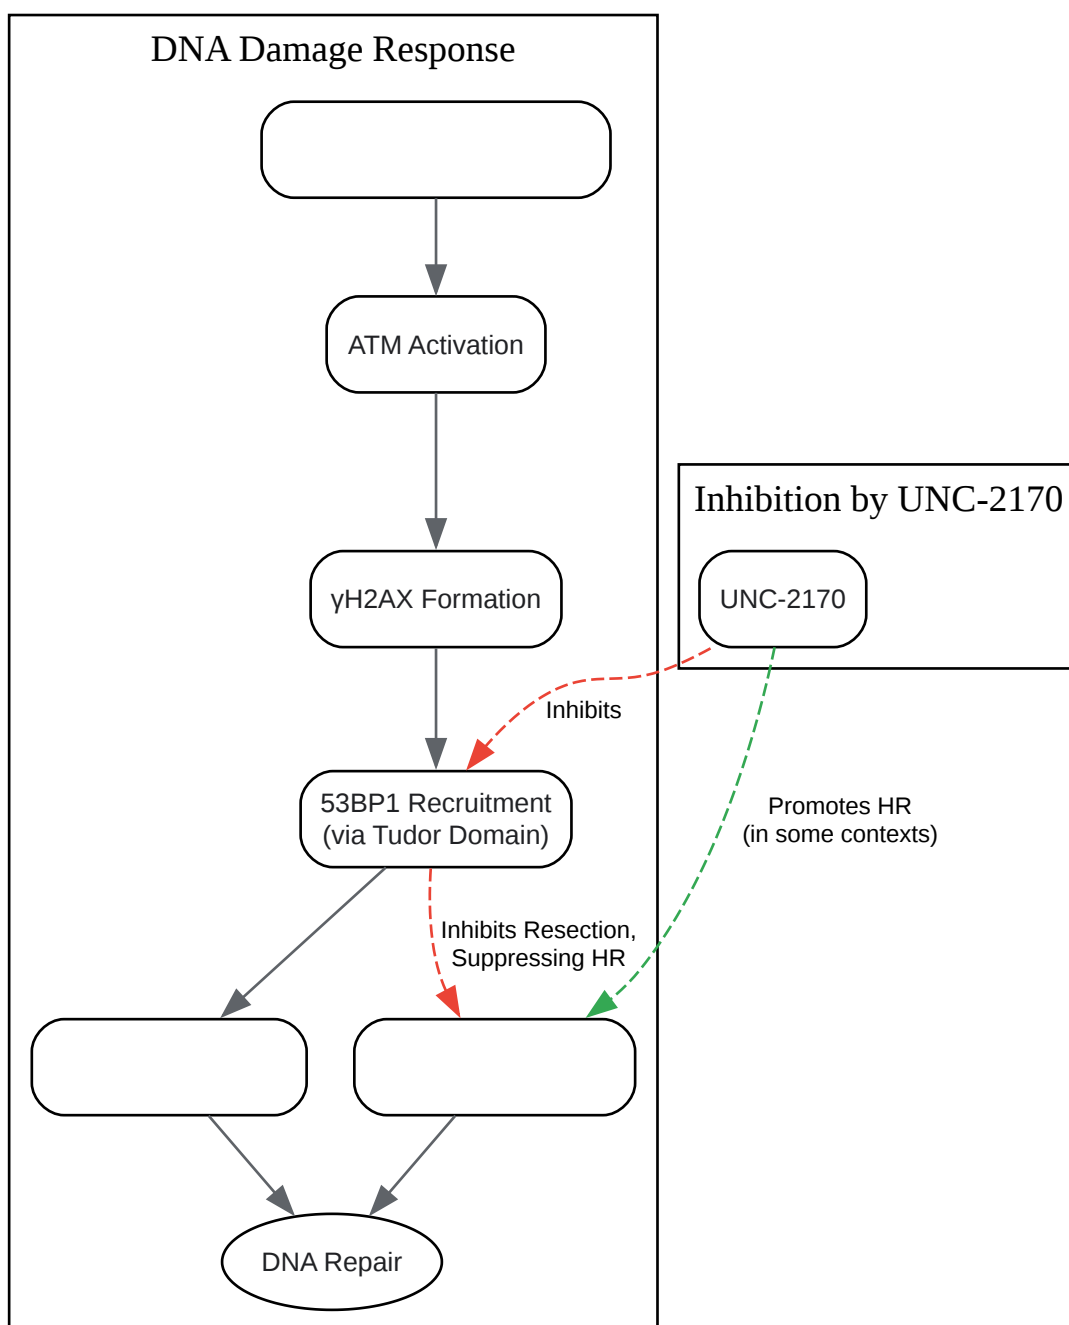 DNA Damage Response
ATM Activation
Inhibition by UNC-2170
γH2AX Formation
UNC-2170
Inhibits
53BP1 Recruitment
(via Tudor Domain)
Promotes HR
(in some contexts)
Inhibits Resection,
Suppressing HR
DNA Repair